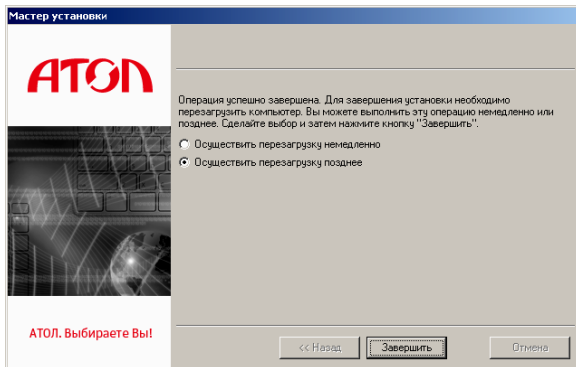 Мастер установки
АТОЛ
Операция успешно завершена. Для завершения установки необходимо
перезагрузить компьютер. Вы можете выполнить эту операцию немедленно или
позднее. Сделайте выбор и затем нажмите кнопку "Завершить".
Осуществить перезагрузку немедленно
Осуществить перезагрузку позднее
АТОЛ. Выбираете Вы!
<< Назад
Завершить
Отмена